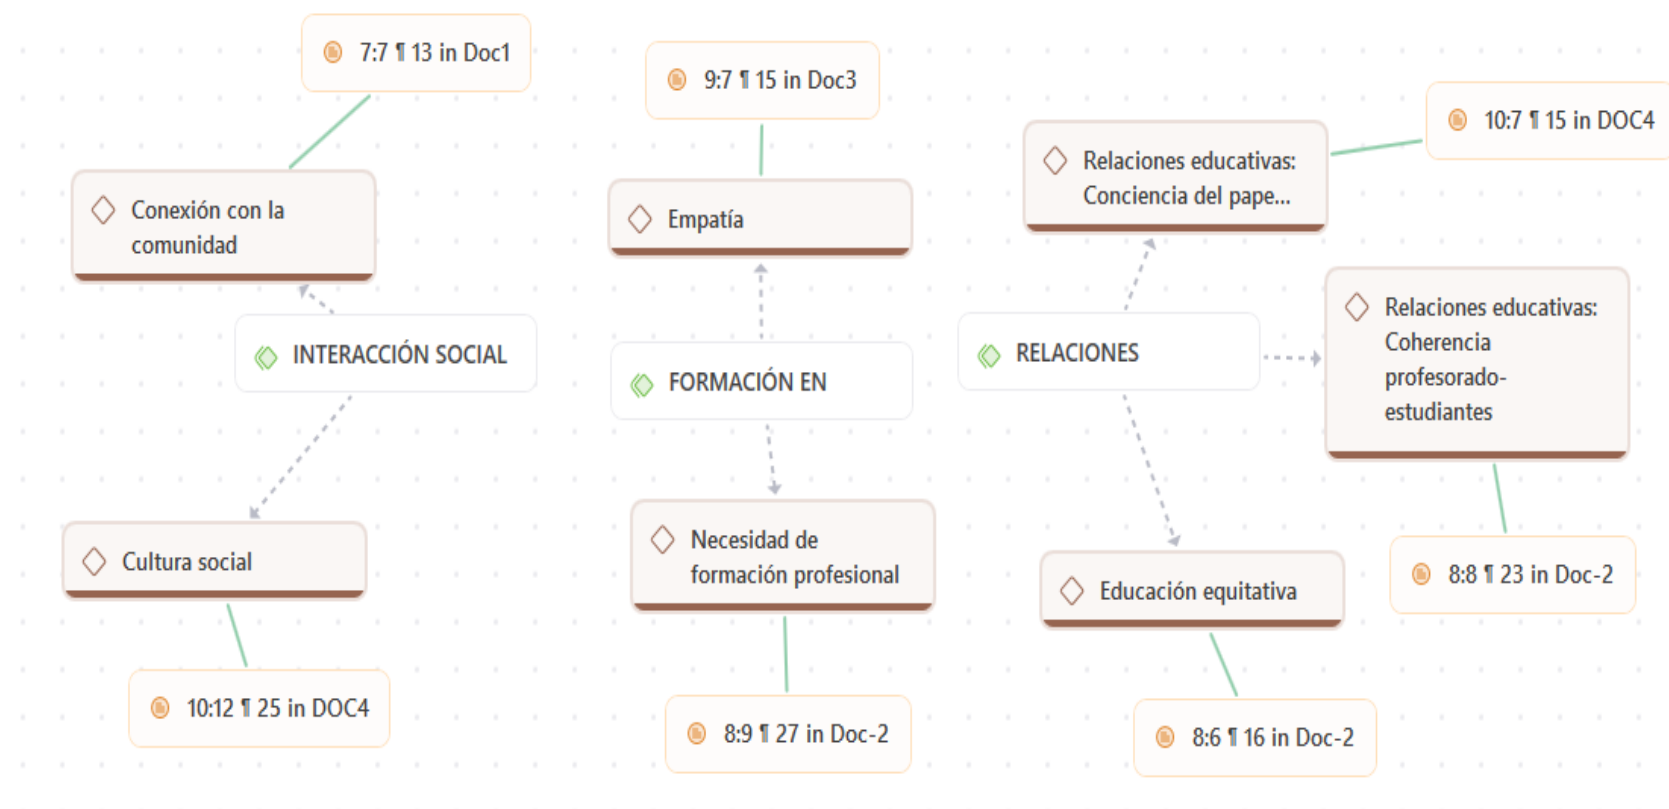 7:7 ¶ 13 in Doc1
Conexión con la
comunidad
INTERACCIÓN SOCIAL
Cultura social
10:12 ¶ 25 in DOC4
9:7 ¶ 15 in Doc3
Empatía
FORMACIÓN EN
Necesidad de
formación profesional
8:9 ¶ 27 in Doc-2
10:7 ¶ 15 in DOC4
Relaciones educativas:
Conciencia del pape...
RELACIONES
Relaciones educativas:
Coherencia
profesorado-
estudiantes
8:8 ¶ 23 in Doc-2
Educación equitativa
8:6 ¶ 16 in Doc-2